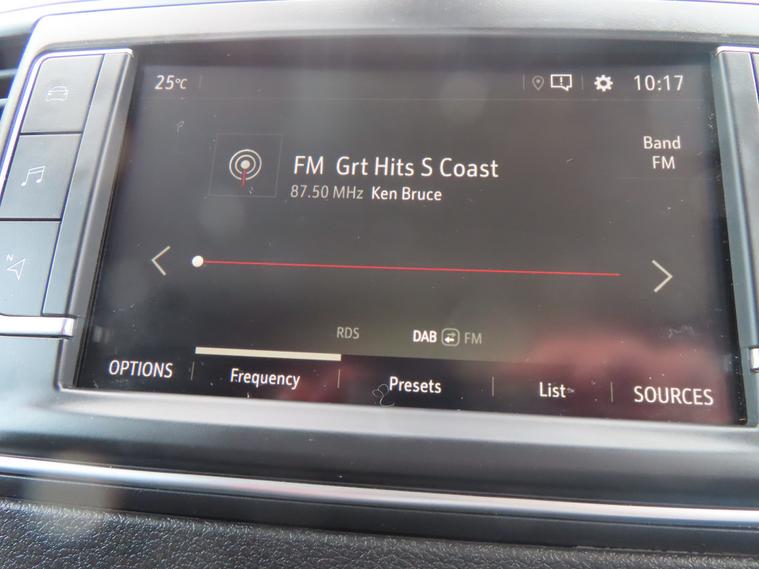 25°C 10:17
Band
FM
FM Grt Hits S Coast
87.50 MHz Ken Bruce
N
RDS DAB FM
OPTIONS Frequency Presets List SOURCES